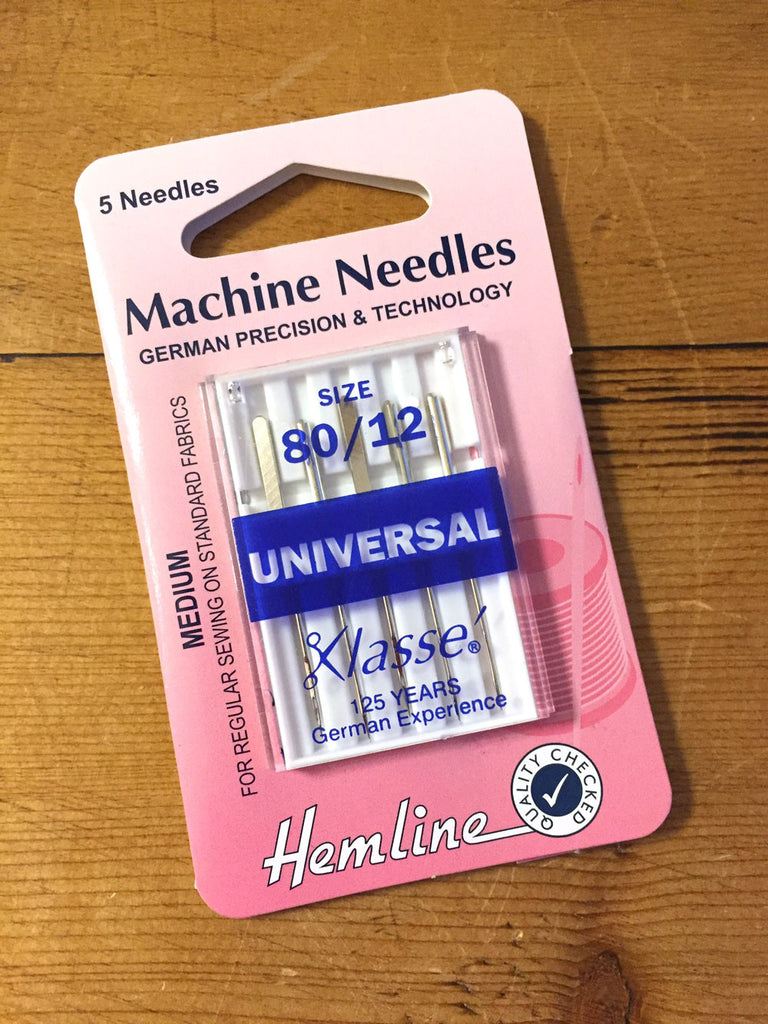 5 Needles
Machine Needles
GERMAN PRECISION & TECHNOLOGY
MEDIUM
FOR REGULAR SEWING ON STANDARD FABRICS
SIZE
80/12
UNIVERSAL
Klassé®
125 YEARS
German Experience
Hemline
QUALITY CHECKED